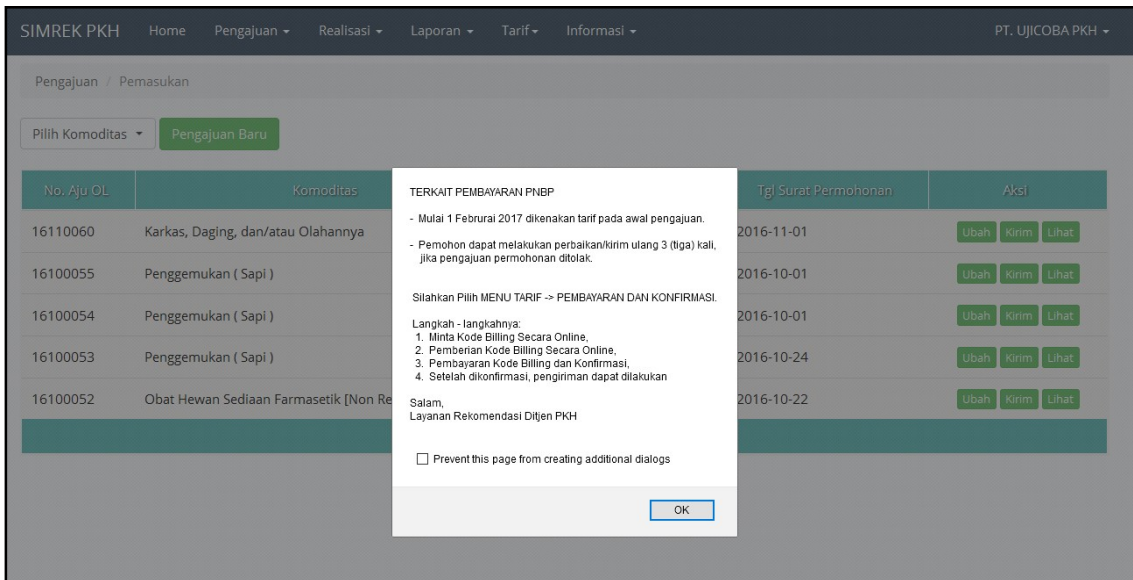 SIMREK PKH Home Pengajuan Realisasi Laporan Tarif Informasi PT. UJICOBA PKH
Pengajuan / Pemasukan
Pilih Komoditas Pengajuan Baru
No. Aju OL Komoditas Tgl Surat Permohonan Aksi
16110060 Karkas, Daging, dan/atau Olahannya 2016-11-01 Ubah Kirim Lihat
16100055 Penggemukan ( Sapi ) 2016-10-01 Ubah Kirim Lihat
16100054 Penggemukan ( Sapi ) 2016-10-01 Ubah Kirim Lihat
16100053 Penggemukan ( Sapi ) 2016-10-24 Ubah Kirim Lihat
16100052 Obat Hewan Sediaan Farmasetik [Non Re 2016-10-22 Ubah Kirim Lihat
TERKAIT PEMBAYARAN PNBP
- Mulai 1 Februrai 2017 dikenakan tarif pada awal pengajuan.
- Pemohon dapat melakukan perbaikan/kirim ulang 3 (tiga) kali,
jika pengajuan permohonan ditolak.
Silahkan Pilih MENU TARIF -> PEMBAYARAN DAN KONFIRMASI.
Langkah - langkahnya:
1. Minta Kode Billing Secara Online,
2. Pemberian Kode Billing Secara Online,
3. Pembayaran Kode Billing dan Konfirmasi,
4. Setelah dikonfirmasi, pengiriman dapat dilakukan
Salam,
Layanan Rekomendasi Ditjen PKH
Prevent this page from creating additional dialogs
OK